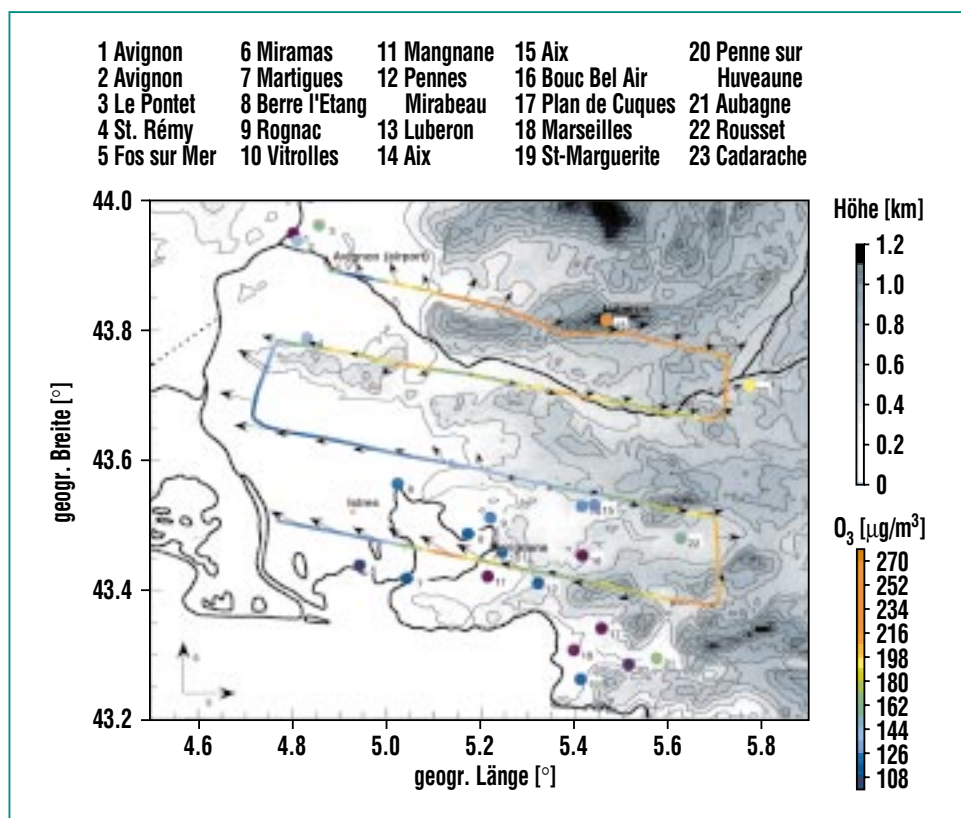 1 Avignon
2 Avignon
3 Le Pontet
4 St. Rémy
5 Fos sur Mer
6 Miramas
7 Martigues
8 Berre l'Etang
9 Rognac
10 Vitrolles
11 Mangnane
12 Pennes
Mirabeau
13 Luberon
14 Aix
15 Aix
16 Bouc Bel Air
17 Plan de Cuques
18 Marseilles
19 St-Marguerite
20 Penne sur
Huveaune
21 Aubagne
22 Rousset
23 Cadarache
44.0
43.8
43.6
43.4
43.2
geogr. Breite [°]
4.6 4.8 5.0 5.2 5.4 5.6 5.8
geogr. Länge [°]
Avignon (airport)
Istres
11
22
Höhe [km]
1.2
1.0
0.8
0.6
0.4
0.2
0
O₃ [µg/m³]
270
252
234
216
198
180
162
144
126
108